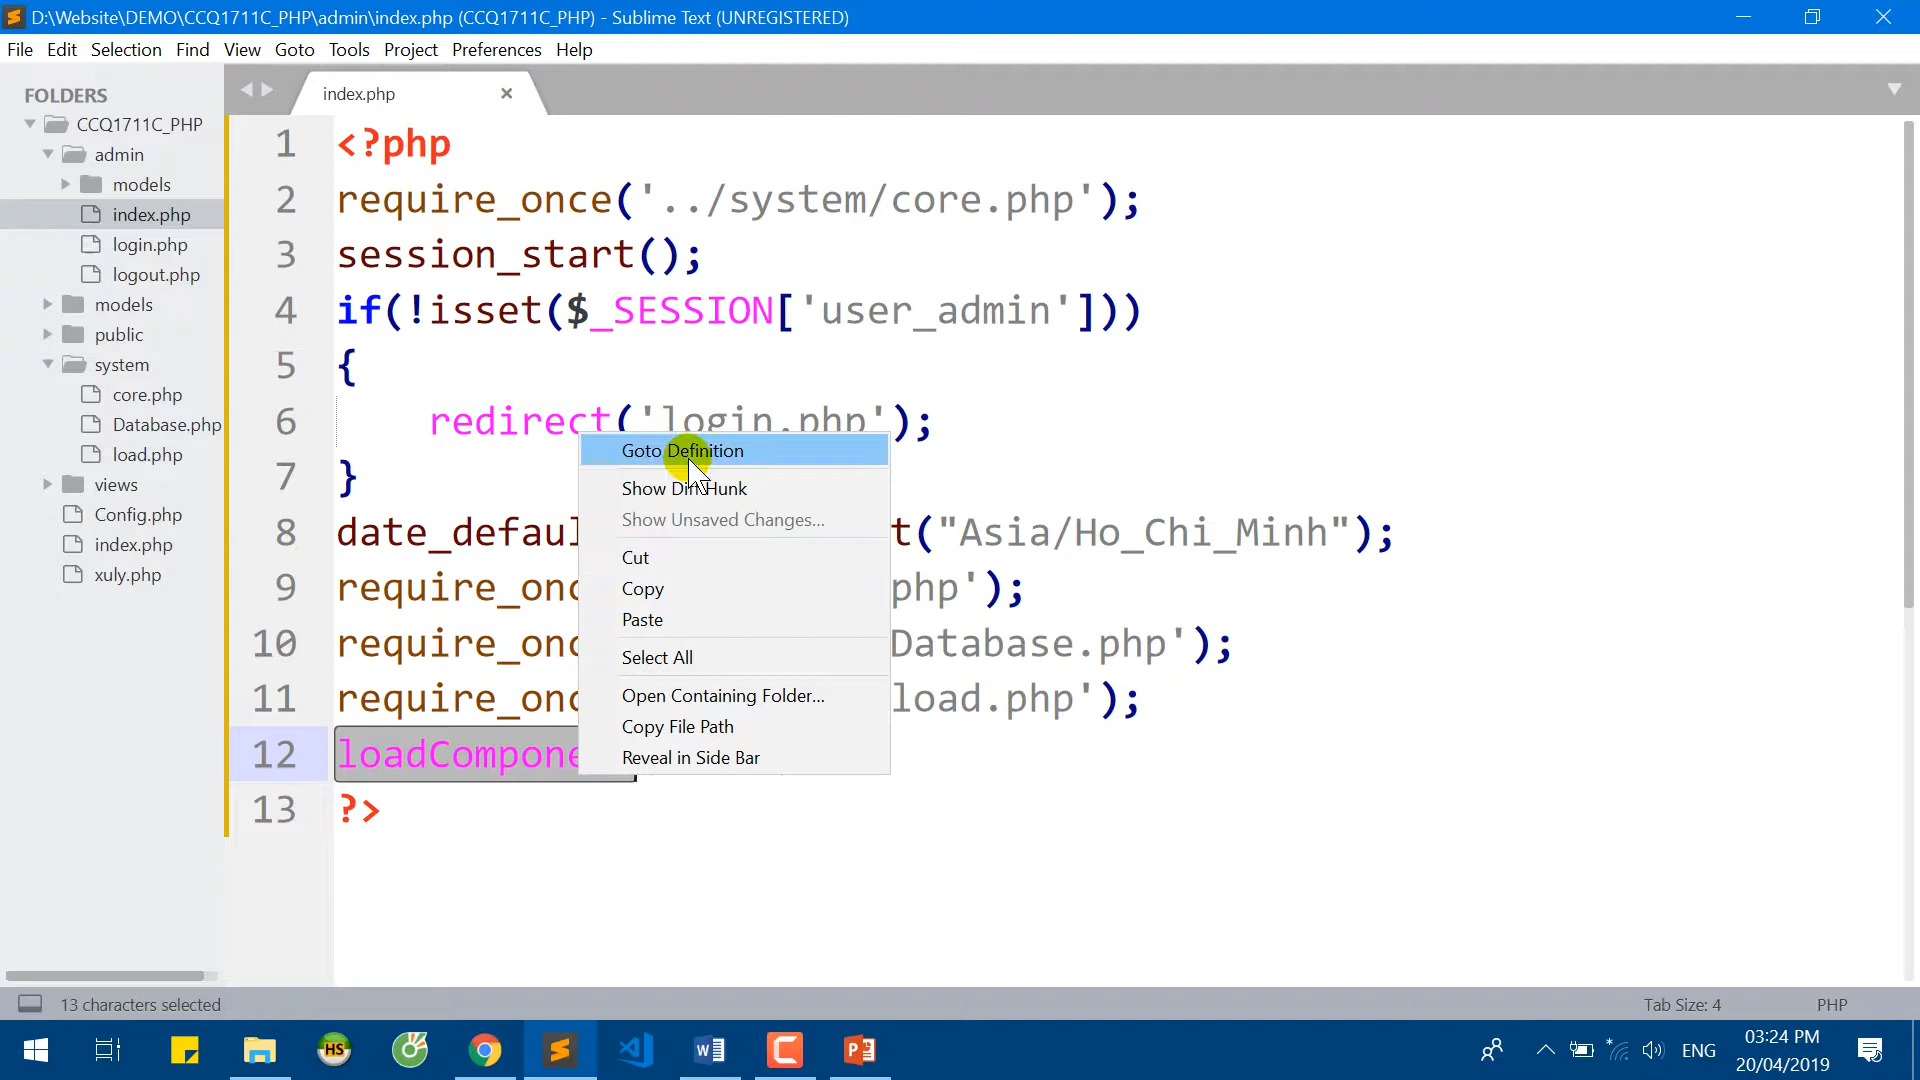 D:\Website\DEMO\CCQ1711C_PHP\admin\index.php (CCQ1711C_PHP) - Sublime Text (UNREGISTERED)
File Edit Selection Find View Goto Tools Project Preferences Help
FOLDERS
CCQ1711C_PHP
admin
models
index.php
login.php
logout.php
models
public
system
core.php
Database.php
load.php
views
Config.php
index.php
xuly.php
index.php
1 <?php
2 require_once('../system/core.php');
3 session_start();
4 if(!isset($_SESSION['user_admin']))
5 {
6 redirect('login.php');
7 }
8 date_defaul t("Asia/Ho_Chi_Minh");
9 require_onc php');
10 require_onc Database.php');
11 require_onc load.php');
12 loadCompone
13 ?>
Goto Definition
Show Diff Hunk
Show Unsaved Changes...
Cut
Copy
Paste
Select All
Open Containing Folder...
Copy File Path
Reveal in Side Bar
13 characters selected
Tab Size: 4
PHP
HS
ENG
03:24 PM
20/04/2019